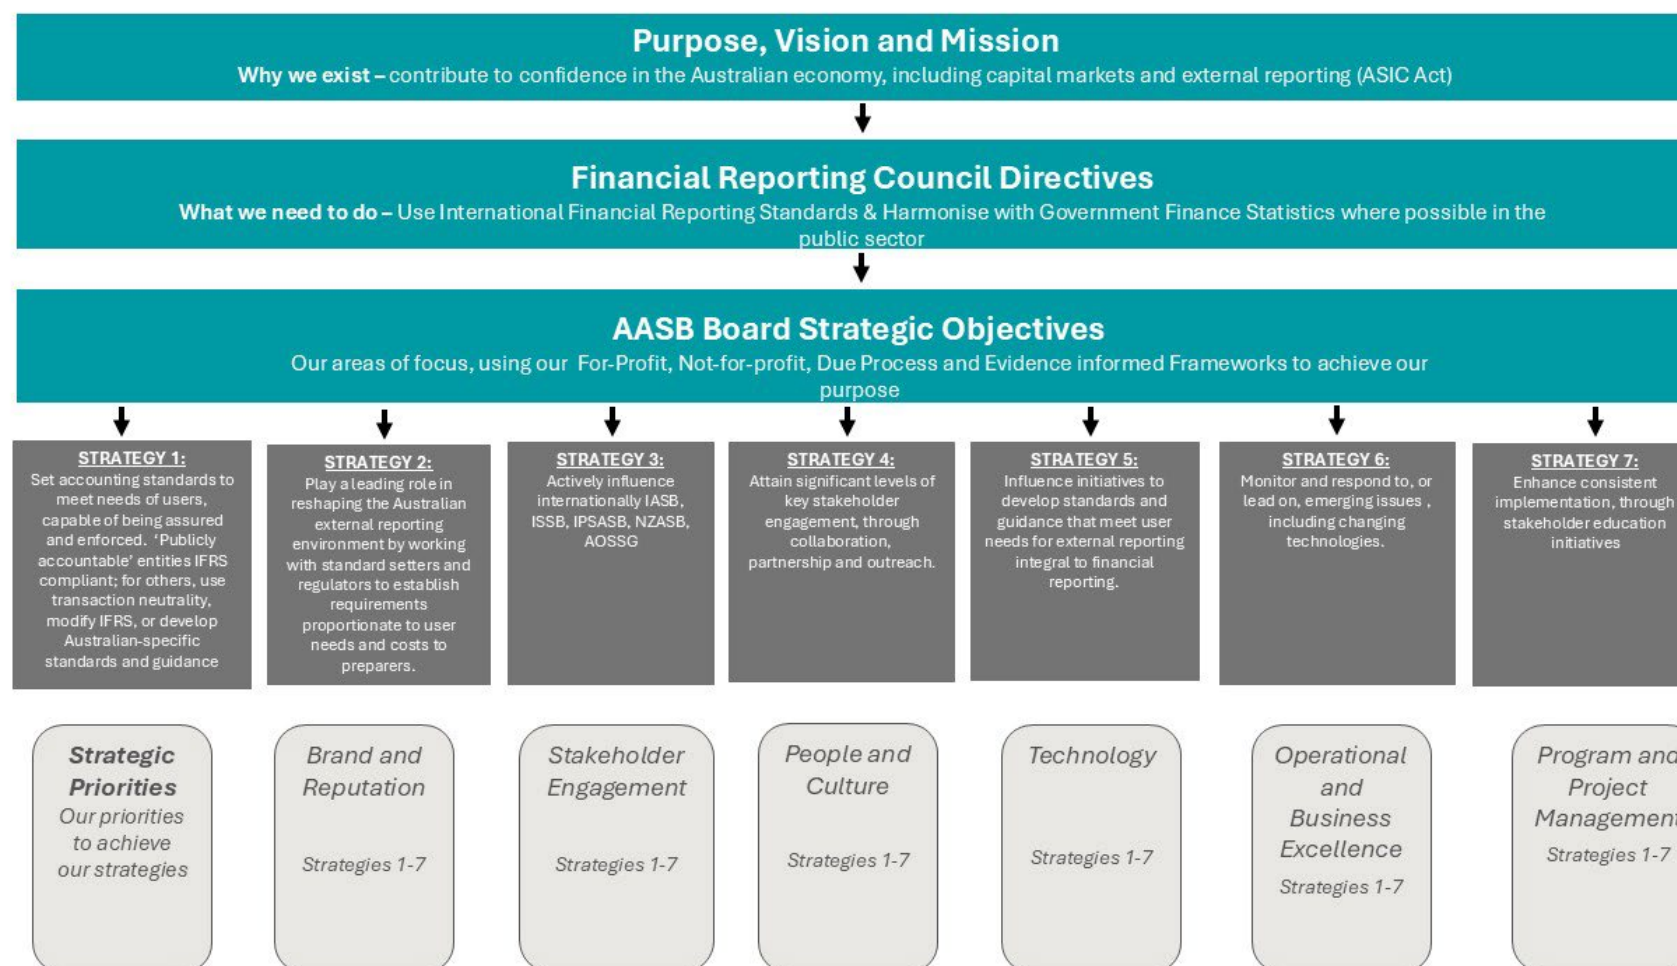 Purpose, Vision and Mission
Why we exist – contribute to confidence in the Australian economy, including capital markets and external reporting (ASIC Act)
Financial Reporting Council Directives
What we need to do – Use International Financial Reporting Standards & Harmonise with Government Finance Statistics where possible in the
public sector
AASB Board Strategic Objectives
Our areas of focus, using our For-Profit, Not-for-profit, Due Process and Evidence informed Frameworks to achieve our
purpose
STRATEGY 1:
Set accounting standards to
meet needs of users,
capable of being assured
and enforced. ‘Publicly
accountable’ entities IFRS
compliant; for others, use
transaction neutrality,
modify IFRS, or develop
Australian-specific
standards and guidance
STRATEGY 2:
Play a leading role in
reshaping the Australian
external reporting
environment by working
with standard setters and
regulators to establish
requirements
proportionate to user
needs and costs to
preparers.
STRATEGY 3:
Actively influence
internationally IASB,
ISSB, IPSASB, NZASB,
AOSSG
STRATEGY 4:
Attain significant levels of
key stakeholder
engagement, through
collaboration,
partnership and outreach.
STRATEGY 5:
Influence initiatives to
develop standards and
guidance that meet user
needs for external reporting
integral to financial
reporting.
STRATEGY 6:
Monitor and respond to, or
lead on, emerging issues ,
including changing
technologies.
STRATEGY 7:
Enhance consistent
implementation, through
stakeholder education
initiatives
Strategic
Priorities
Our priorities
to achieve
our strategies
Brand and
Reputation
Strategies 1-7
Stakeholder
Engagement
Strategies 1-7
People and
Culture
Strategies 1-7
Technology
Strategies 1-7
Operational
and
Business
Excellence
Strategies 1-7
Program and
Project
Management
Strategies 1-7